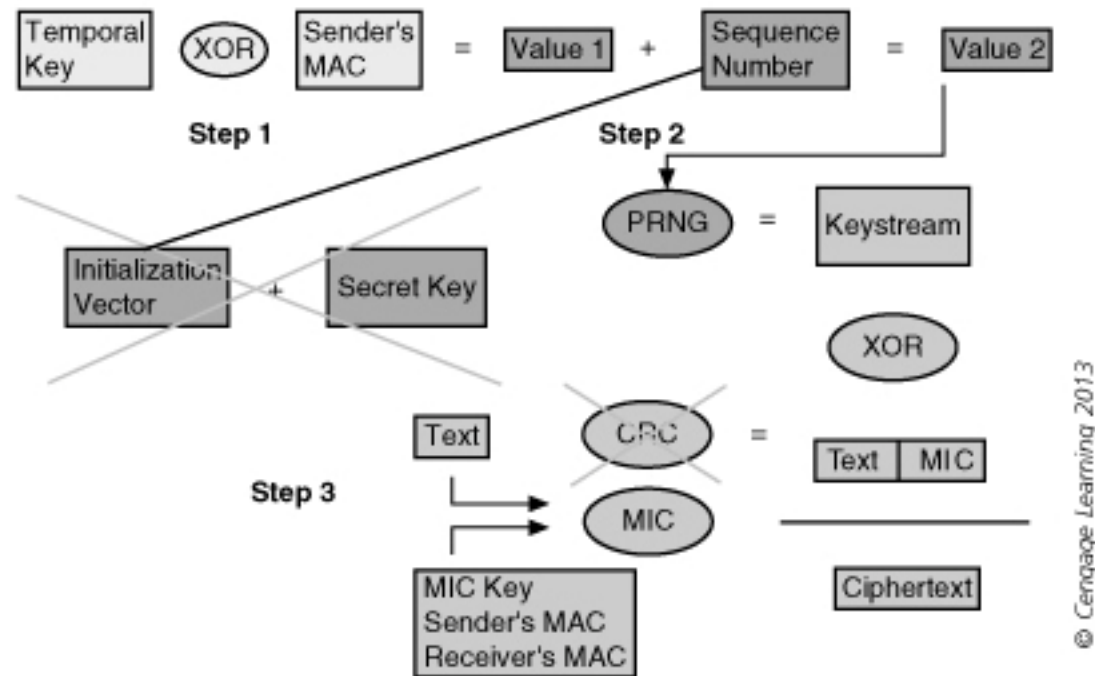 Temporal
Key
XOR
Sender's
MAC
=
Value 1
+
Sequence
Number
=
Value 2
Step 1
Step 2
PRNG
=
Keystream
Initialization
Vector
+
Secret Key
XOR
Text
CRC
=
Text
MIC
Step 3
MIC
MIC Key
Sender's MAC
Receiver's MAC
Ciphertext
© Cengage Learning 2013